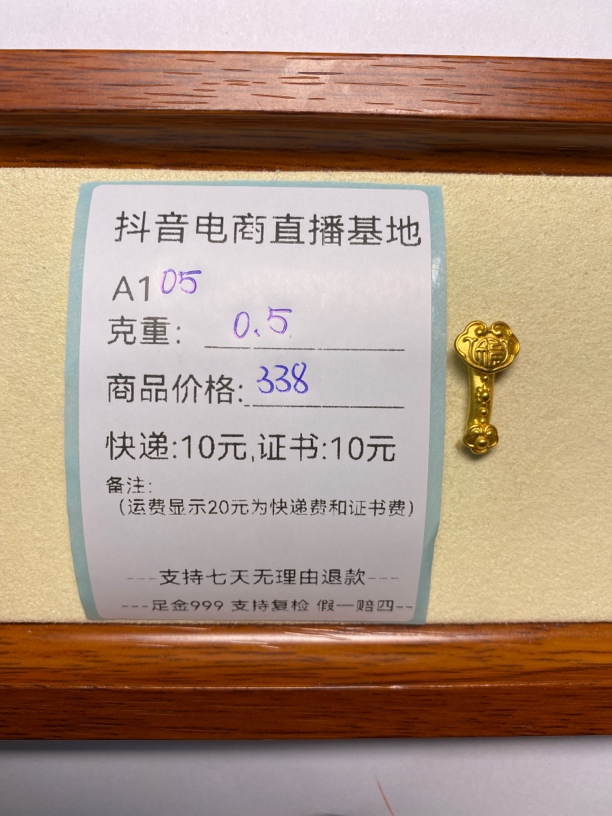 抖音电商直播基地
A105
克重： 0.5
商品价格:338
快递:10元,证书:10元
备注:
（运费显示20元为快递费和证书费）
---支持七天无理由退款---
---足金999 支持复检 假一赔四--
福